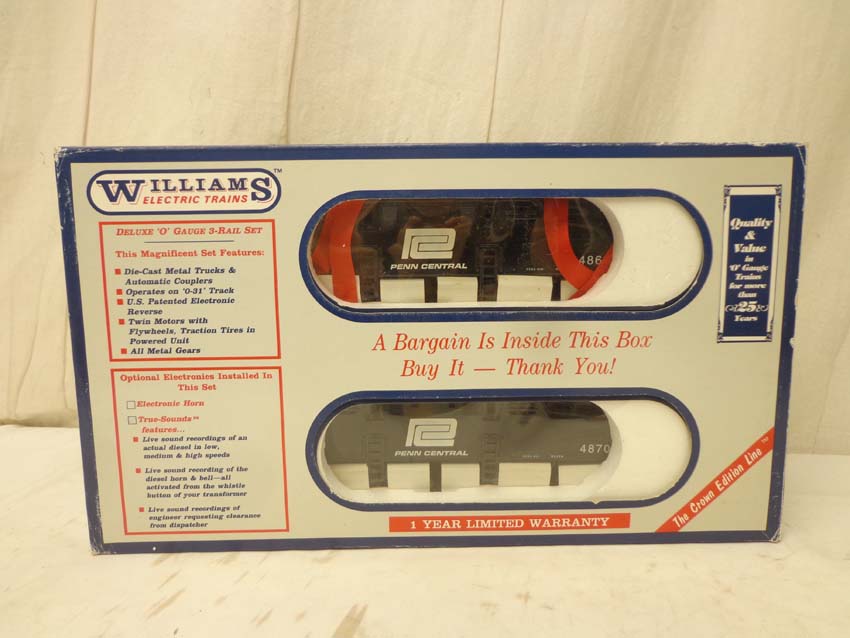 WILLIAMS™
ELECTRIC TRAINS
DELUXE 'O' GAUGE 3-RAIL SET
This Magnificent Set Features:
Die-Cast Metal Trucks &
Automatic Couplers
Operates on '0-31' Track
U.S. Patented Electronic
Reverse
Twin Motors with
Flywheels, Traction Tires in
Powered Unit
All Metal Gears
Optional Electronics Installed In
This Set
Electronic Horn
True-Sounds™
features...
Live sound recordings of an
actual diesel in low,
medium & high speeds
Live sound recording of the
diesel horn & bell—all
activated from the whistle
button of your transformer
Live sound recordings of
engineer requesting clearance
from dispatcher
PENN CENTRAL
486
A Bargain Is Inside This Box
Buy It — Thank You!
PENN CENTRAL
4870
1 YEAR LIMITED WARRANTY
Quality
&
Value
in
'O' Gauge
Trains
for more
than
25
Years
The Crown Edition Line™